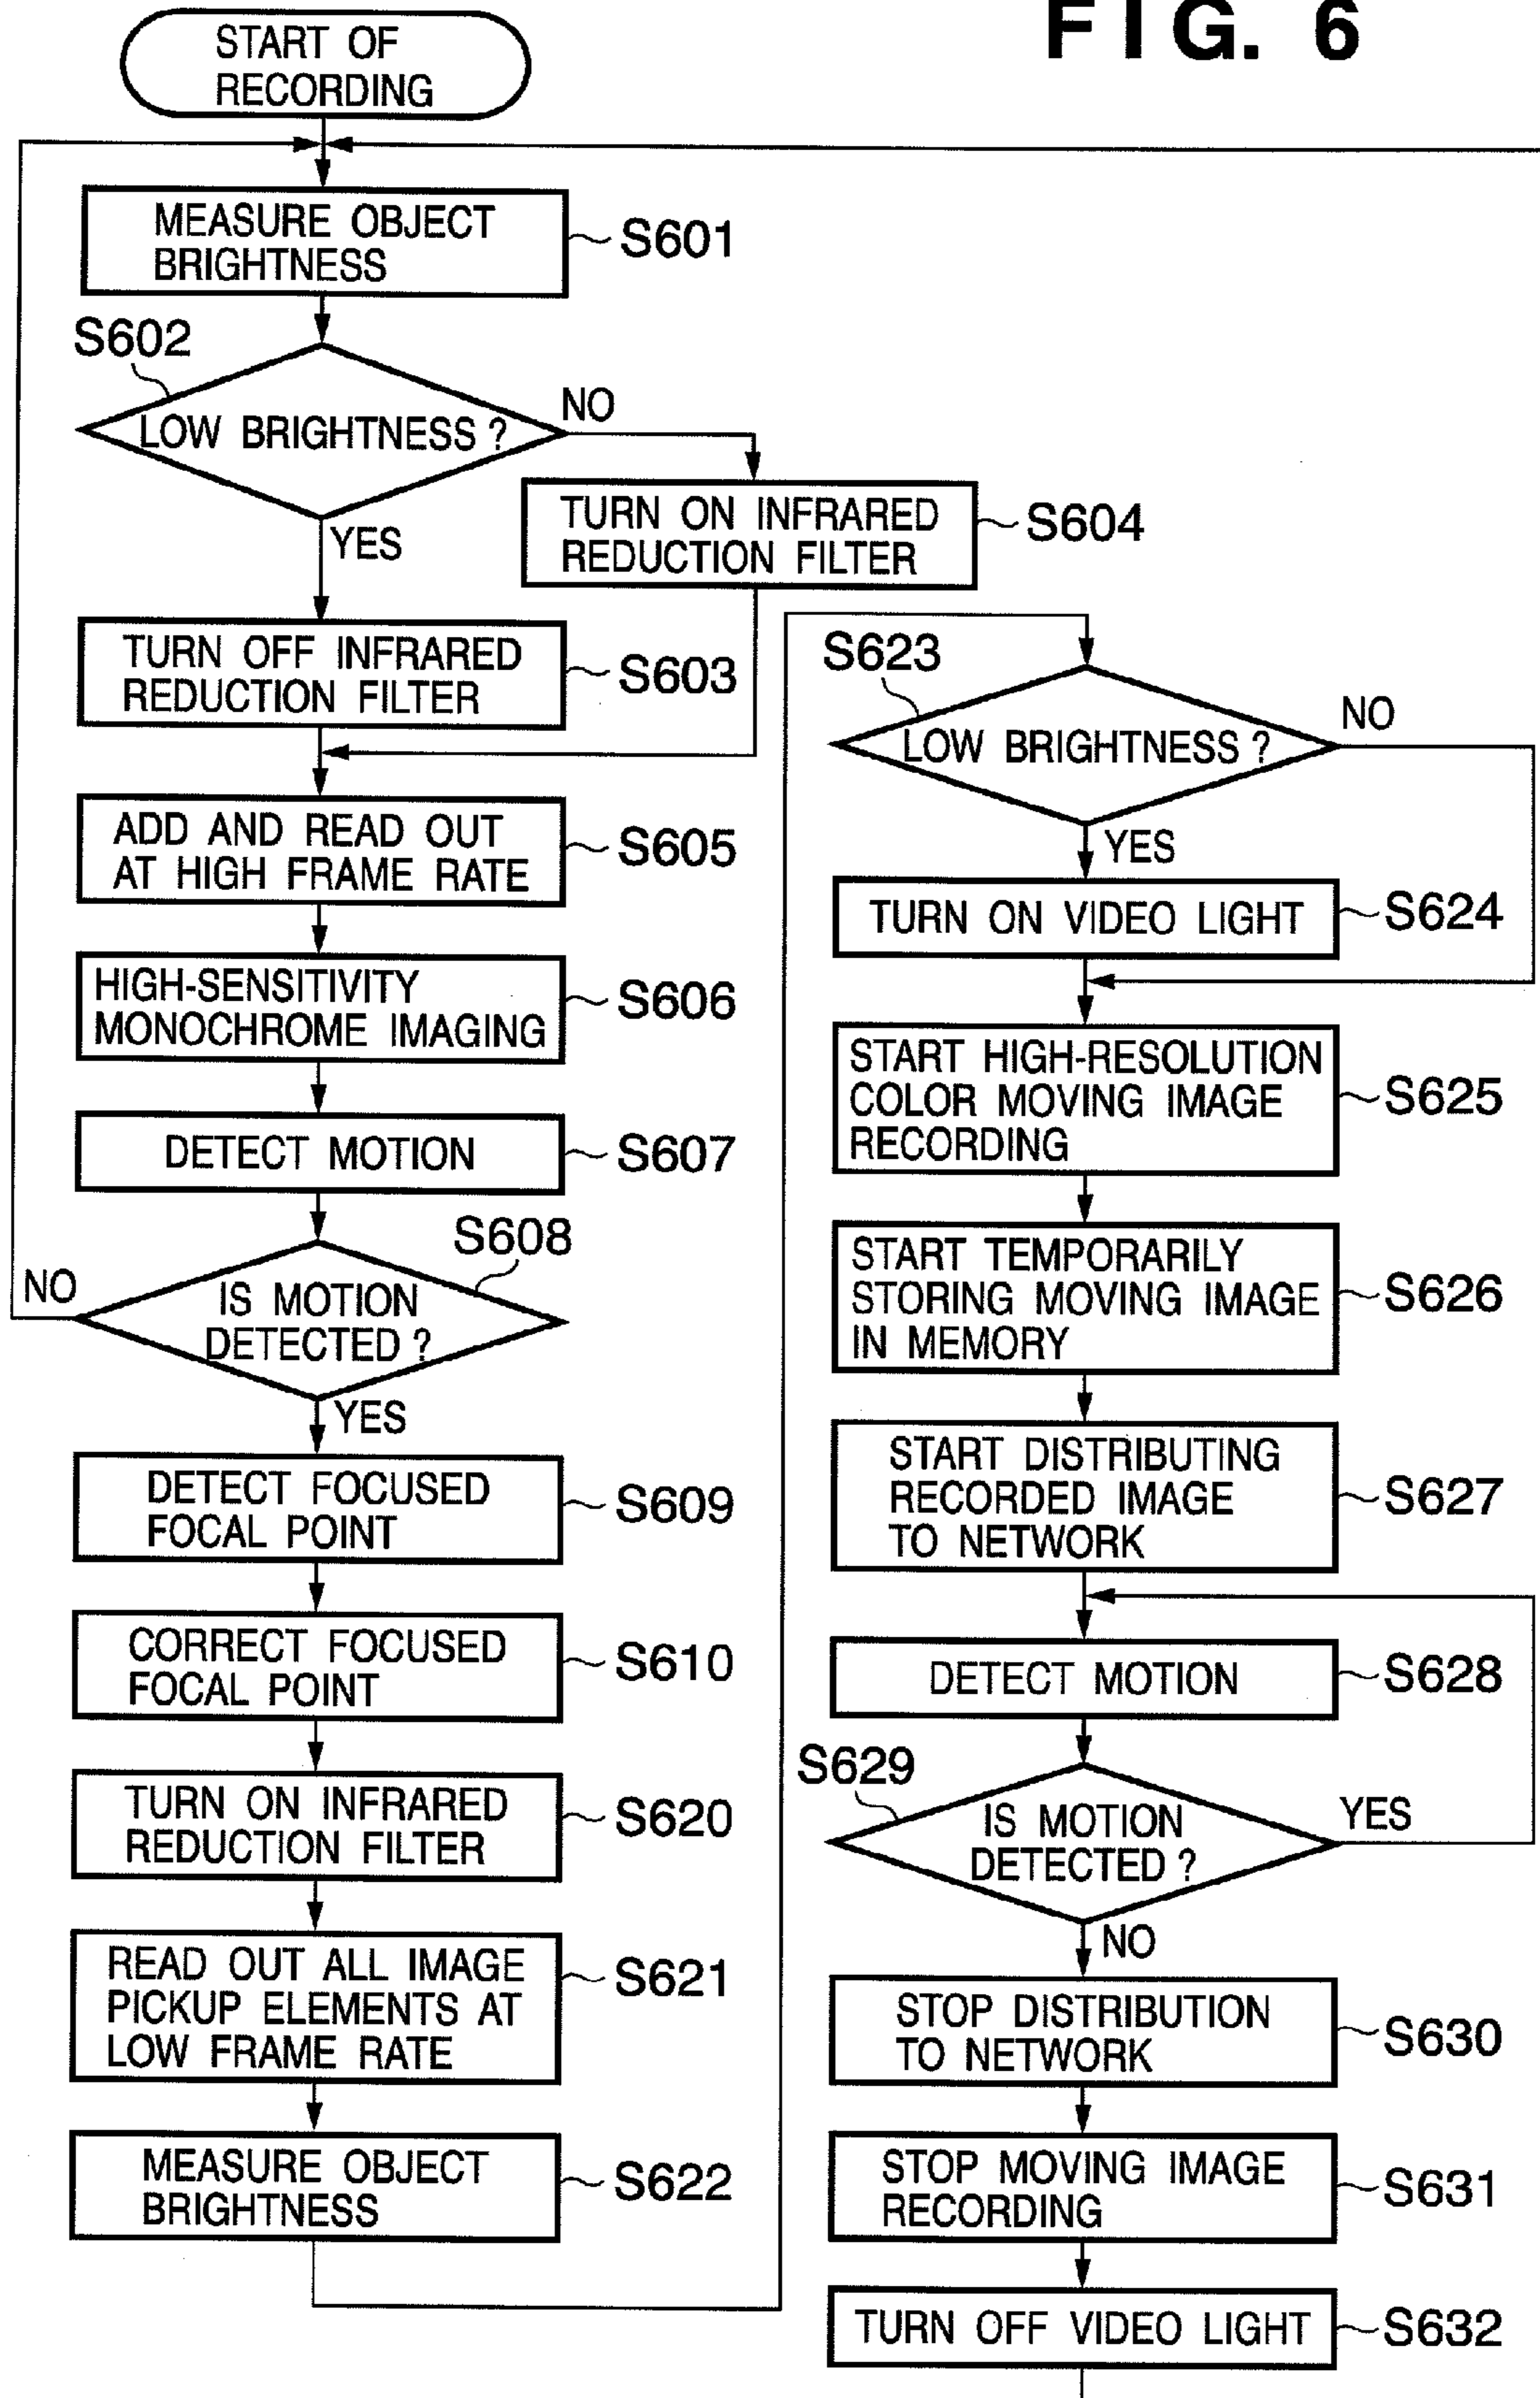 FIG. 6
START OF
RECORDING
MEASURE OBJECT
BRIGHTNESS
S601
S602
LOW BRIGHTNESS ?
NO
YES
TURN ON INFRARED
REDUCTION FILTER
S604
TURN OFF INFRARED
REDUCTION FILTER
S603
ADD AND READ OUT
AT HIGH FRAME RATE
S605
HIGH-SENSITIVITY
MONOCHROME IMAGING
S606
DETECT MOTION
S607
S608
NO
IS MOTION
DETECTED ?
YES
DETECT FOCUSED
FOCAL POINT
S609
CORRECT FOCUSED
FOCAL POINT
S610
TURN ON INFRARED
REDUCTION FILTER
S620
READ OUT ALL IMAGE
PICKUP ELEMENTS AT
LOW FRAME RATE
S621
MEASURE OBJECT
BRIGHTNESS
S622
S623
LOW BRIGHTNESS ?
NO
YES
TURN ON VIDEO LIGHT
S624
START HIGH-RESOLUTION
COLOR MOVING IMAGE
RECORDING
S625
START TEMPORARILY
STORING MOVING IMAGE
IN MEMORY
S626
START DISTRIBUTING
RECORDED IMAGE
TO NETWORK
S627
DETECT MOTION
S628
S629
IS MOTION
DETECTED ?
YES
NO
STOP DISTRIBUTION
TO NETWORK
S630
STOP MOVING IMAGE
RECORDING
S631
TURN OFF VIDEO LIGHT
S632